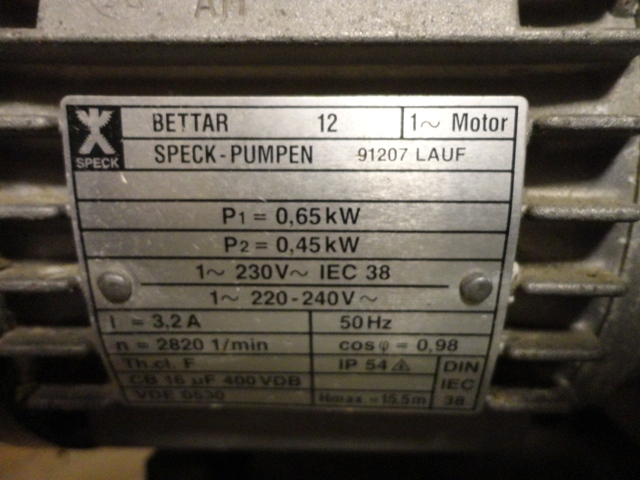 AM
SPECK
BETTAR 12 1~ Motor
SPECK-PUMPEN 91207 LAUF
P1 = 0,65 kW
P2 = 0,45 kW
1~ 230V~ IEC 38
1~ 220-240V~
I = 3,2 A 50 Hz
n = 2820 1/min cos φ = 0,98
Th.cl. F IP 54 DIN
CB 16 µF 400 VDB IEC
VDE 0530 Hmax. = 15.5m 38